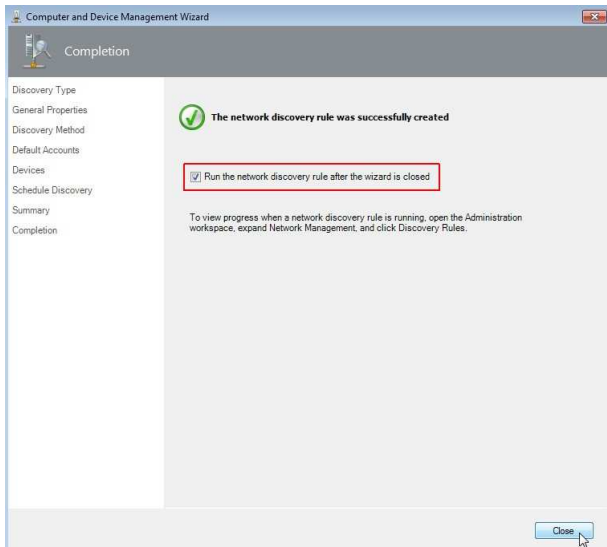 Computer and Device Management Wizard
Completion
Discovery Type
General Properties
Discovery Method
Default Accounts
Devices
Schedule Discovery
Summary
Completion
The network discovery rule was successfully created
Run the network discovery rule after the wizard is closed
To view progress when a network discovery rule is running, open the Administration
workspace, expand Network Management, and click Discovery Rules.
Close